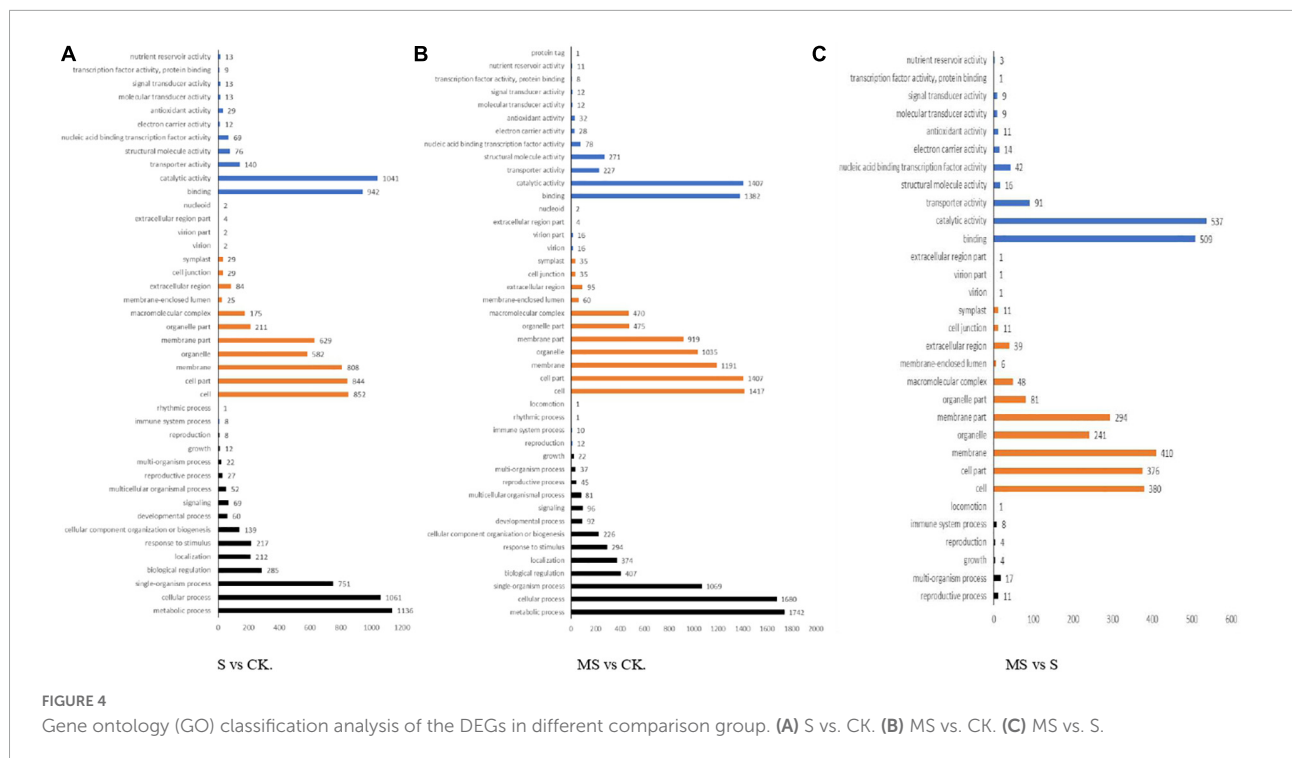 A
nutrient reservoir activity 13
transcription factor activity, protein binding 9
signal transducer activity 13
molecular transducer activity 13
antioxidant activity 29
electron carrier activity 12
nucleic acid binding transcription factor activity 69
structural molecule activity 76
transporter activity 140
catalytic activity 1041
binding 942
nucleoid 2
extracellular region part 4
virion part 2
virion 2
symplast 29
cell junction 29
extracellular region 84
membrane-enclosed lumen 25
macromolecular complex 175
organelle part 211
membrane part 629
organelle 582
membrane 808
cell part 844
cell 852
rhythmic process 1
immune system process 8
reproduction 8
growth 12
multi-organism process 22
reproductive process 27
multicellular organismal process 52
signaling 69
developmental process 60
cellular component organization or biogenesis 139
response to stimulus 217
localization 212
biological regulation 285
single-organism process 751
cellular process 1061
metabolic process 1136
0 200 400 600 800 1000 1200
S vs CK.
B
protein tag 1
nutrient reservoir activity 11
transcription factor activity, protein binding 8
signal transducer activity 12
molecular transducer activity 12
antioxidant activity 32
electron carrier activity 28
nucleic acid binding transcription factor activity 78
structural molecule activity 271
transporter activity 227
catalytic activity 1407
binding 1382
nucleoid 2
extracellular region part 4
virion part 16
virion 16
symplast 35
cell junction 35
extracellular region 95
membrane-enclosed lumen 60
macromolecular complex 470
organelle part 475
membrane part 919
organelle 1035
membrane 1191
cell part 1407
cell 1417
locomotion 1
rhythmic process 1
immune system process 10
reproduction 12
growth 22
multi-organism process 37
reproductive process 45
multicellular organismal process 81
signaling 96
developmental process 92
cellular component organization or biogenesis 226
response to stimulus 294
localization 374
biological regulation 407
single-organism process 1069
cellular process 1680
metabolic process 1742
0 200 400 600 800 1000 1200 1400 1600 1800 2000
MS vs CK.
C
nutrient reservoir activity 3
transcription factor activity, protein binding 1
signal transducer activity 9
molecular transducer activity 9
antioxidant activity 11
electron carrier activity 14
nucleic acid binding transcription factor activity 42
structural molecule activity 16
transporter activity 91
catalytic activity 537
binding 509
extracellular region part 1
virion part 1
virion 1
symplast 11
cell junction 11
extracellular region 39
membrane-enclosed lumen 6
macromolecular complex 48
organelle part 81
membrane part 294
organelle 241
membrane 410
cell part 376
cell 380
locomotion 1
immune system process 8
reproduction 4
growth 4
multi-organism process 17
reproductive process 11
0 100 200 300 400 500 600
MS vs S
FIGURE 4
Gene ontology (GO) classification analysis of the DEGs in different comparison group. (A) S vs. CK. (B) MS vs. CK. (C) MS vs. S.